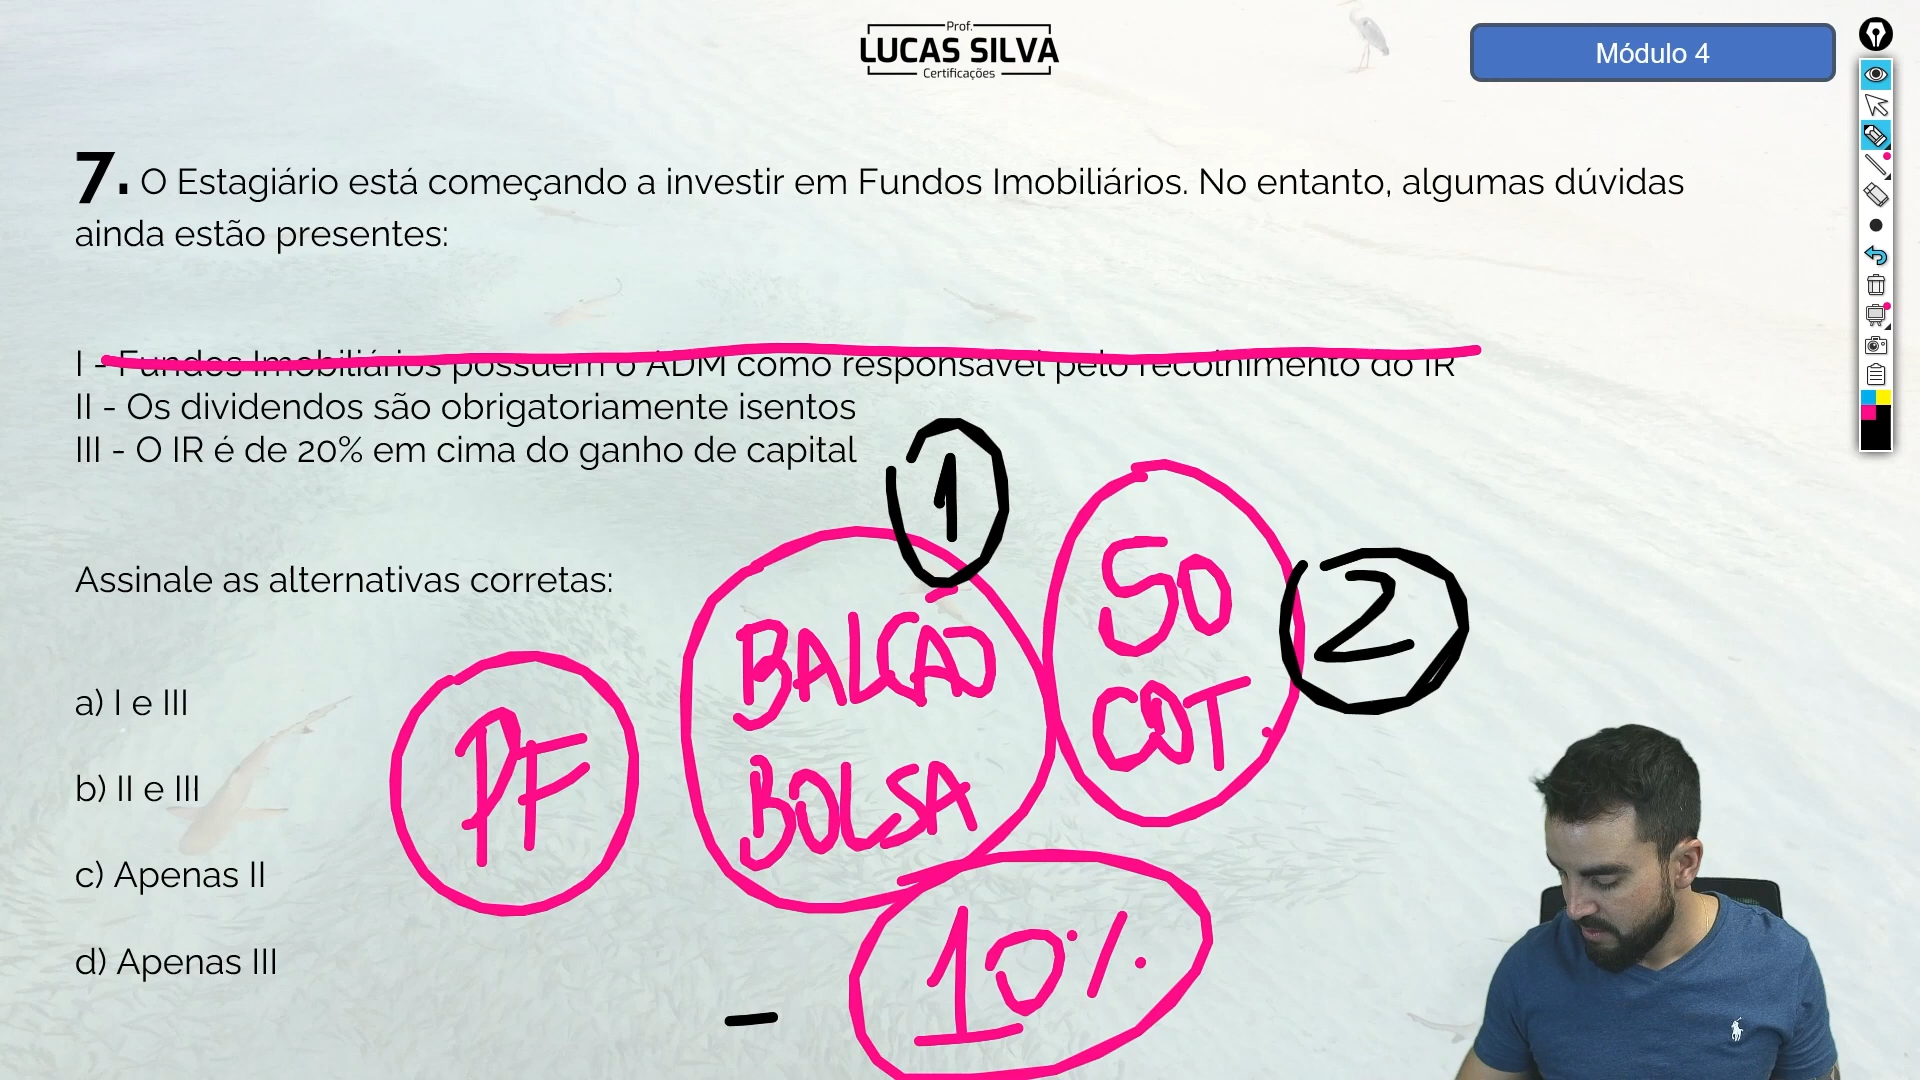 Prof.
LUCAS SILVA
Certificações
Módulo 4
7. O Estagiário está começando a investir em Fundos Imobiliários. No entanto, algumas dúvidas
ainda estão presentes:
I - Fundos Imobiliários possuem o ADM como responsável pelo recolhimento do IR
II - Os dividendos são obrigatoriamente isentos
III - O IR é de 20% em cima do ganho de capital
Assinale as alternativas corretas:
a) I e III
b) II e III
c) Apenas II
d) Apenas III
PF
1
BALCÃO
BOLSA
50
COT.
2
10%